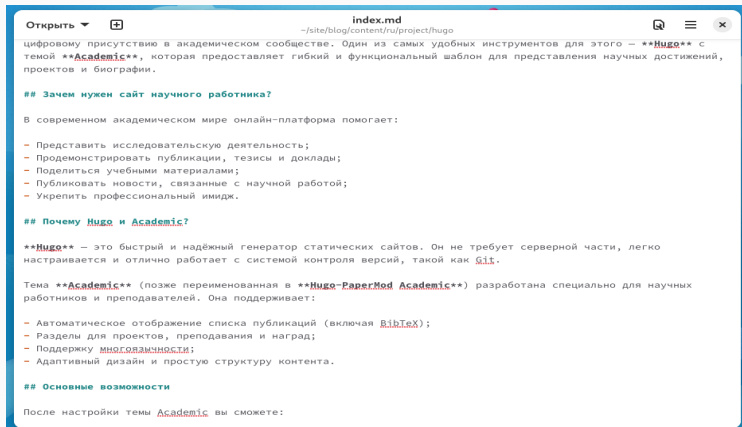 Открыть
index.md
~/site/blog/content/ru/project/hugo
цифровому присутствию в академическом сообществе. Один из самых удобных инструментов для этого — **Hugo** с
темой **Academic**, которая предоставляет гибкий и функциональный шаблон для представления научных достижений,
проектов и биографии.
## Зачем нужен сайт научного работника?
В современном академическом мире онлайн-платформа помогает:
- Представить исследовательскую деятельность;
- Продемонстрировать публикации, тезисы и доклады;
- Поделиться учебными материалами;
- Публиковать новости, связанные с научной работой;
- Укрепить профессиональный имидж.
## Почему Hugo и Academic?
**Hugo** — это быстрый и надёжный генератор статических сайтов. Он не требует серверной части, легко
настраивается и отлично работает с системой контроля версий, такой как Git.
Тема **Academic** (позже переименованная в **Hugo-PaperMod Academic**) разработана специально для научных
работников и преподавателей. Она поддерживает:
- Автоматическое отображение списка публикаций (включая BibTeX);
- Разделы для проектов, преподавания и наград;
- Поддержку многоязычности;
- Адаптивный дизайн и простую структуру контента.
## Основные возможности
После настройки темы Academic вы сможете: